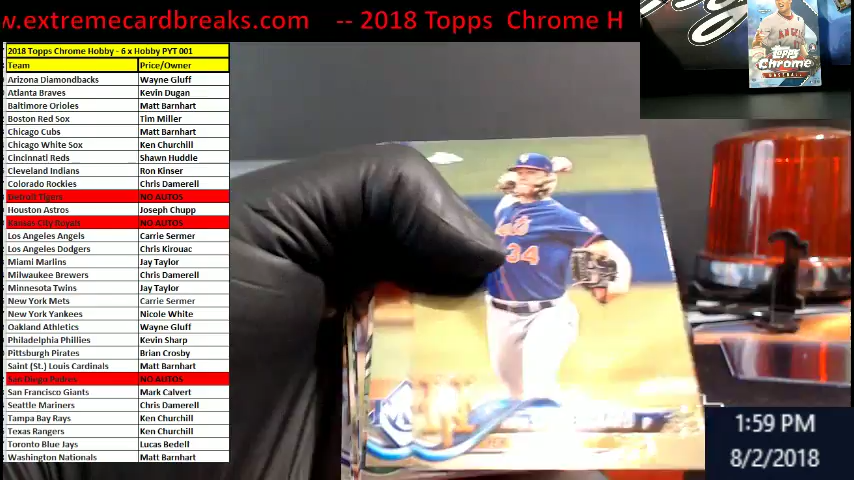 w.extremecardbreaks.com -- 2018 Topps Chrome H
2018 Topps Chrome Hobby - 6 x Hobby PYT 001
Team Price/Owner
Arizona Diamondbacks Wayne Gluff
Atlanta Braves Kevin Dugan
Baltimore Orioles Matt Barnhart
Boston Red Sox Tim Miller
Chicago Cubs Matt Barnhart
Chicago White Sox Ken Churchill
Cincinnati Reds Shawn Huddle
Cleveland Indians Ron Kinser
Colorado Rockies Chris Damerell
Detroit Tigers NO AUTOS
Houston Astros Joseph Chupp
Kansas City Royals NO AUTOS
Los Angeles Angels Carrie Sermer
Los Angeles Dodgers Chris Kirouac
Miami Marlins Jay Taylor
Milwaukee Brewers Chris Damerell
Minnesota Twins Jay Taylor
New York Mets Carrie Sermer
New York Yankees Nicole White
Oakland Athletics Wayne Gluff
Philadelphia Phillies Kevin Sharp
Pittsburgh Pirates Brian Crosby
Saint (St.) Louis Cardinals Matt Barnhart
San Diego Padres NO AUTOS
San Francisco Giants Mark Calvert
Seattle Mariners Chris Damerell
Tampa Bay Rays Ken Churchill
Texas Rangers Ken Churchill
Toronto Blue Jays Lucas Bedell
Washington Nationals Matt Barnhart
ANGELS
Topps
Chrome
BASEBALL
34
1:59 PM
8/2/2018